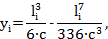 yᵢ = lᵢ³/(6·c) - lᵢ⁷/(336·c³),